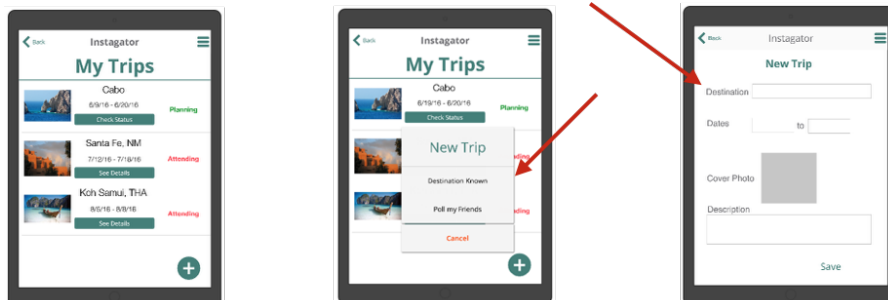 Back Instagator
My Trips
Cabo
6/9/16 - 6/20/16
Planning
Check Status
Santa Fe, NM
7/12/16 - 7/18/16
Attending
See Details
Koh Samui, THA
8/5/16 - 8/8/16
Attending
See Details
Back Instagator
My Trips
Cabo
6/19/16 - 6/20/16
Planning
Check Status
New Trip
Destination Known
Poll my Friends
Cancel
Back Instagator
New Trip
Destination
Dates to
Cover Photo
Description
Save